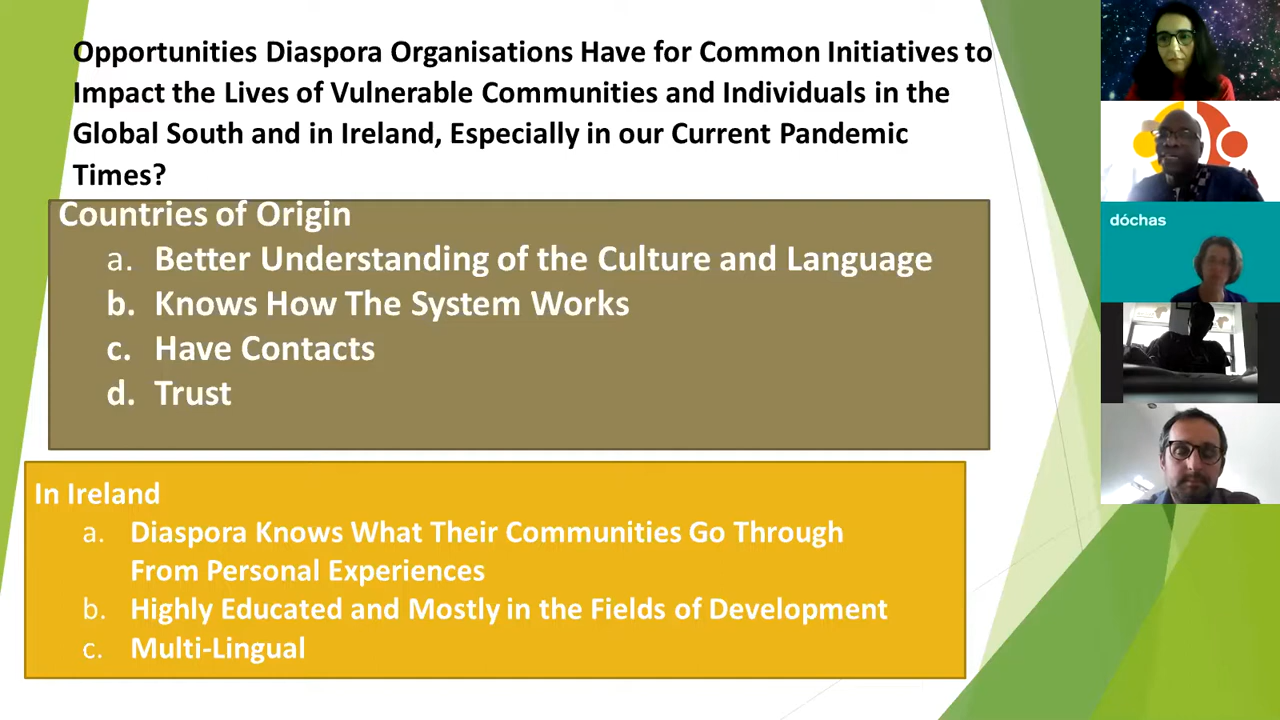 Opportunities Diaspora Organisations Have for Common Initiatives to
Impact the Lives of Vulnerable Communities and Individuals in the
Global South and in Ireland, Especially in our Current Pandemic
Times?
Countries of Origin
a. Better Understanding of the Culture and Language
b. Knows How The System Works
c. Have Contacts
d. Trust
In Ireland
a. Diaspora Knows What Their Communities Go Through
From Personal Experiences
b. Highly Educated and Mostly in the Fields of Development
c. Multi-Lingual
dóchas